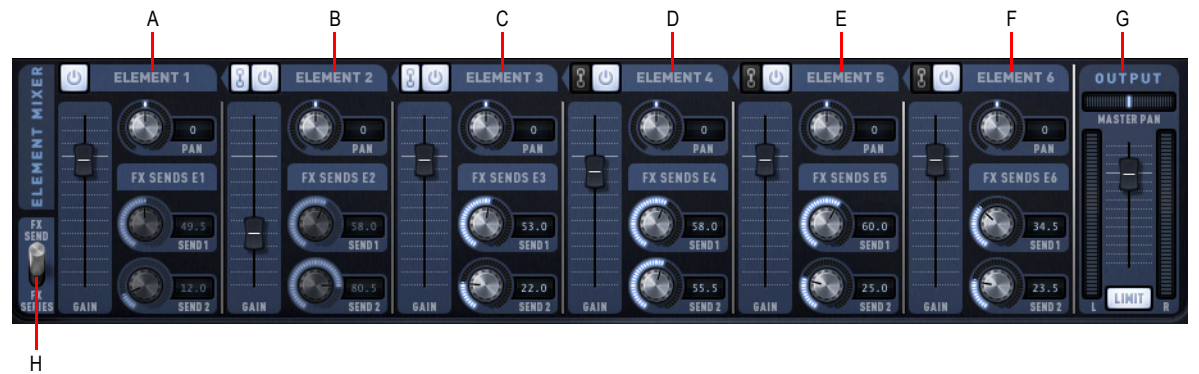 A B C D E F G
ELEMENT MIXER
ELEMENT 1 ELEMENT 2 ELEMENT 3 ELEMENT 4 ELEMENT 5 ELEMENT 6 OUTPUT
0 0 0 0 0 0
PAN PAN PAN PAN PAN PAN MASTER PAN
FX SENDS E1 FX SENDS E2 FX SENDS E3 FX SENDS E4 FX SENDS E5 FX SENDS E6
FX
SEND
49.5 58.0 53.0 58.0 60.0 34.5
SEND 1 SEND 1 SEND 1 SEND 1 SEND 1 SEND 1
12.0 80.5 22.0 55.5 25.0 23.5
FX
SERIES
GAIN SEND 2 GAIN SEND 2 GAIN SEND 2 GAIN SEND 2 GAIN SEND 2 GAIN SEND 2 L LIMIT R
H